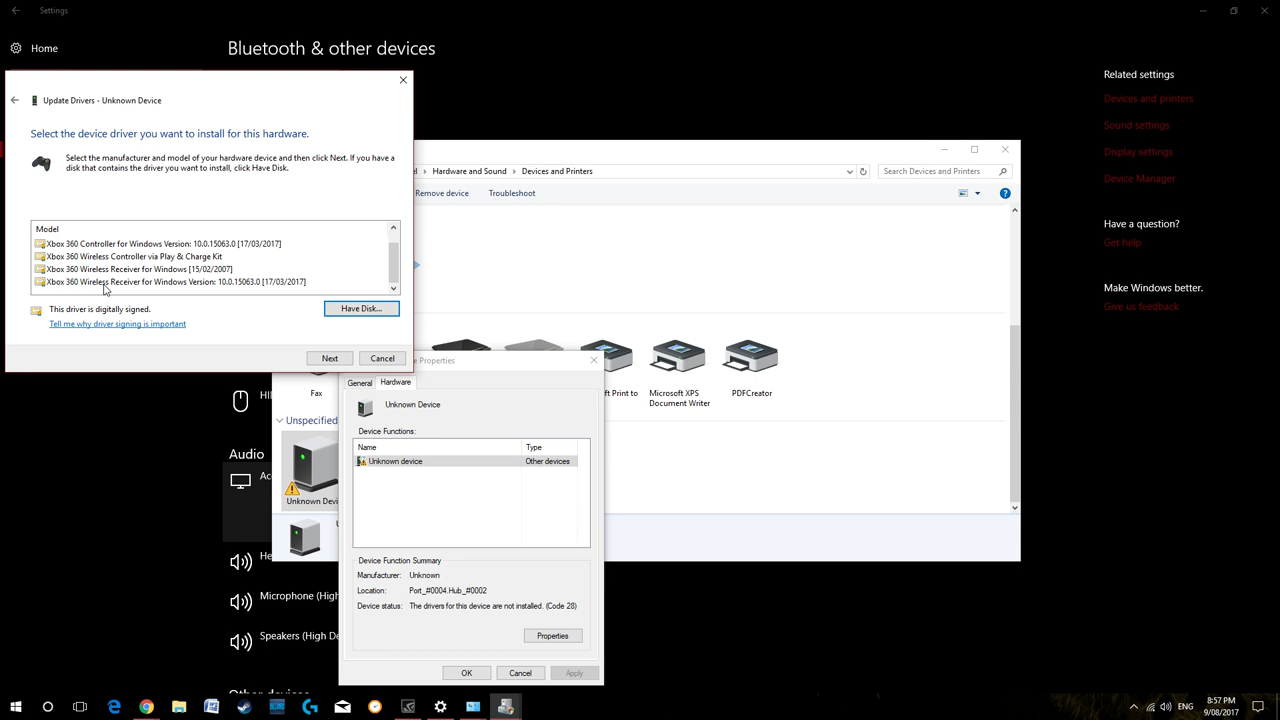 Settings
Home
Bluetooth & other devices
Related settings
Devices and printers
Sound settings
Display settings
Device Manager
Have a question?
Get help
Make Windows better.
Give us feedback
Update Drivers - Unknown Device
Select the device driver you want to install for this hardware.
Select the manufacturer and model of your hardware device and then click Next. If you have a
disk that contains the driver you want to install, click Have Disk.
Model
Xbox 360 Controller for Windows Version: 10.0.15063.0 [17/03/2017]
Xbox 360 Wireless Controller via Play & Charge Kit
Xbox 360 Wireless Receiver for Windows [15/02/2007]
Xbox 360 Wireless Receiver for Windows Version: 10.0.15063.0 [17/03/2017]
This driver is digitally signed.
Have Disk...
Tell me why driver signing is important
Next
Cancel
Hardware and Sound
Devices and Printers
Search Devices and Printers
Remove device
Troubleshoot
Fax
Print to
Microsoft XPS
Document Writer
PDFCreator
Unspecified
Unknown
Properties
General
Hardware
Unknown Device
Device Functions:
Name
Type
Unknown device
Other devices
Device Function Summary
Manufacturer: Unknown
Location: Port_#0004.Hub_#0002
Device status: The drivers for this device are not installed. (Code 28)
Properties
OK
Cancel
Apply
Audio
Microphone (High
Speakers (High De
Other devices
ENG
8:57 PM
9/08/2017